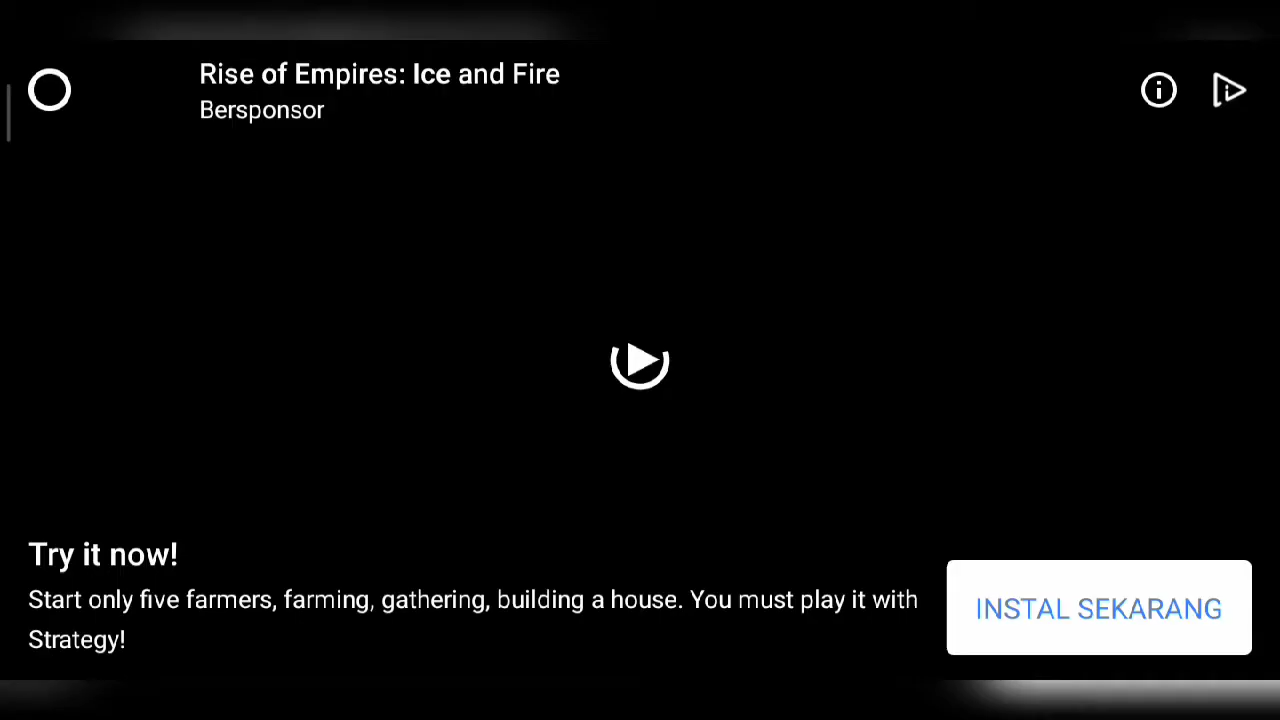 Rise of Empires: Ice and Fire
Bersponsor
Try it now!
Start only five farmers, farming, gathering, building a house. You must play it with
Strategy!
INSTAL SEKARANG